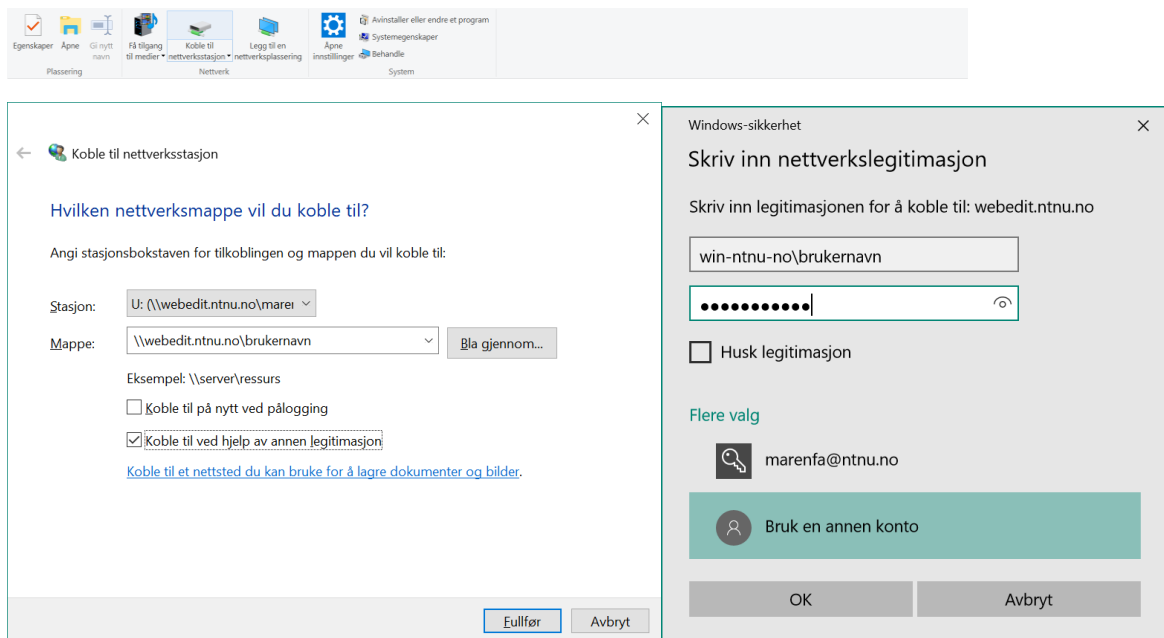 Egenskaper
Åpne
Gi nytt
navn
Plassering
Få tilgang
til medier
Koble til
nettverksstasjon
Legg til en
nettverksplassering
Nettverk
Åpne
innstillinger
Avinstaller eller endre et program
Systemegenskaper
Behandle
System
Koble til nettverksstasjon
Hvilken nettverksmappe vil du koble til?
Angi stasjonsbokstaven for tilkoblingen og mappen du vil koble til:
Stasjon:
U: (\\webedit.ntnu.no\marei
Mappe:
\\webedit.ntnu.no\brukernavn
Bla gjennom...
Eksempel: \\server\ressurs
Koble til på nytt ved pålogging
Koble til ved hjelp av annen legitimasjon
Koble til et nettsted du kan bruke for å lagre dokumenter og bilder.
Fullfør
Avbryt
Windows-sikkerhet
Skriv inn nettverkslegitimasjon
Skriv inn legitimasjonen for å koble til: webedit.ntnu.no
win-ntnu-no\brukernavn
●●●●●●●●●●●
Husk legitimasjon
Flere valg
marenfa@ntnu.no
Bruk en annen konto
OK
Avbryt